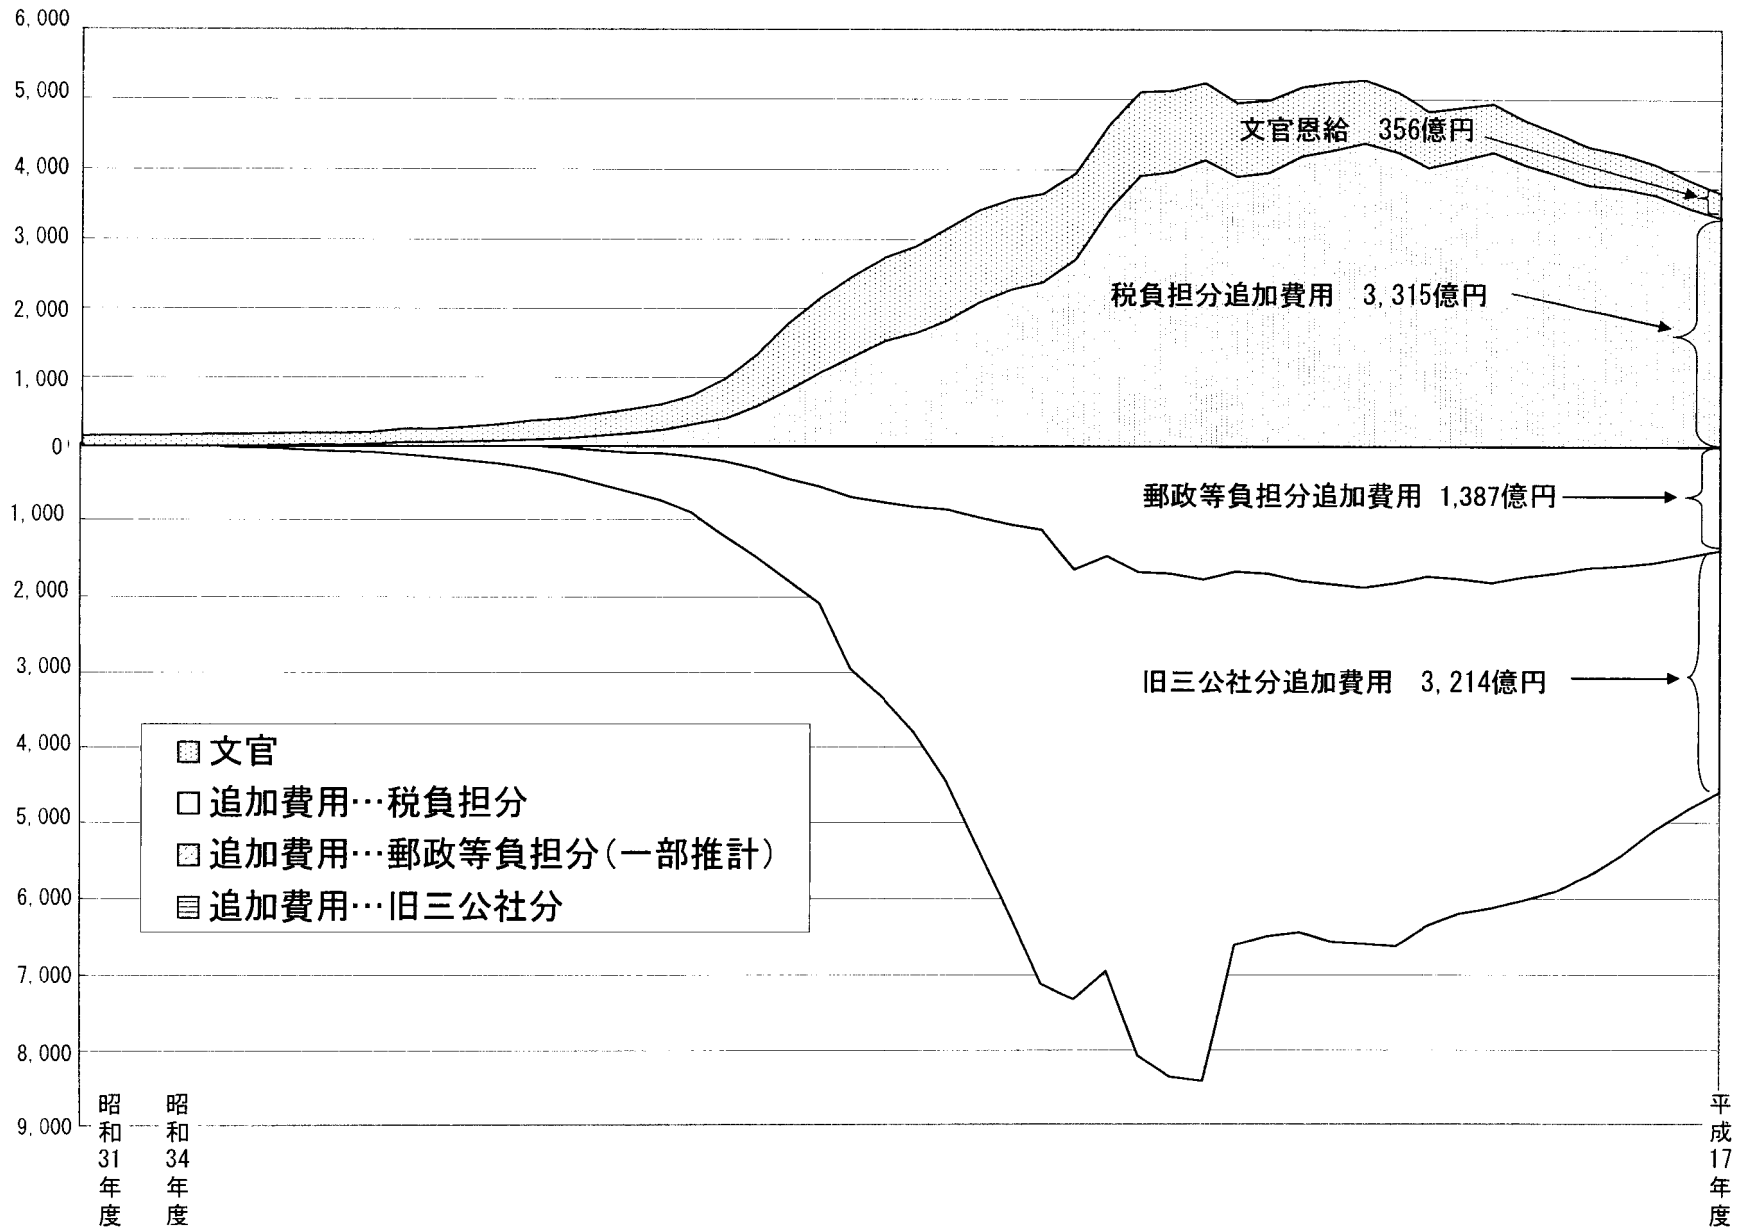 6,000
5,000
4,000
3,000
2,000
1,000
0
1,000
2,000
3,000
4,000
5,000
6,000
7,000
8,000
9,000
文官恩給 356億円
税負担分追加費用 3,315億円
郵政等負担分追加費用 1,387億円
旧三公社分追加費用 3,214億円
文官
追加費用…税負担分
追加費用…郵政等負担分(一部推計)
追加費用…旧三公社分
昭和31年度
昭和34年度
平成17年度